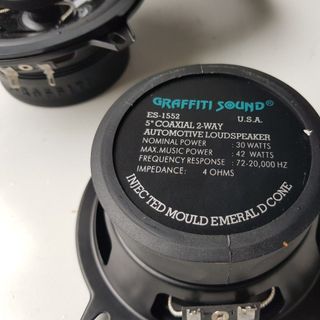 GRAFFITI
GRAFFITI SOUND®
ES-1552 U.S.A.
5" COAXIAL 2-WAY
AUTOMOTIVE LOUDSPEAKER
NOMINAL POWER : 30 WATTS
MAX.MUSIC POWER : 42 WATTS
FREQUENCY RESPONSE : 72-20,000 HZ
IMPEDANCE: 4 OHMS
INJECTED MOULD EMERALD CONE